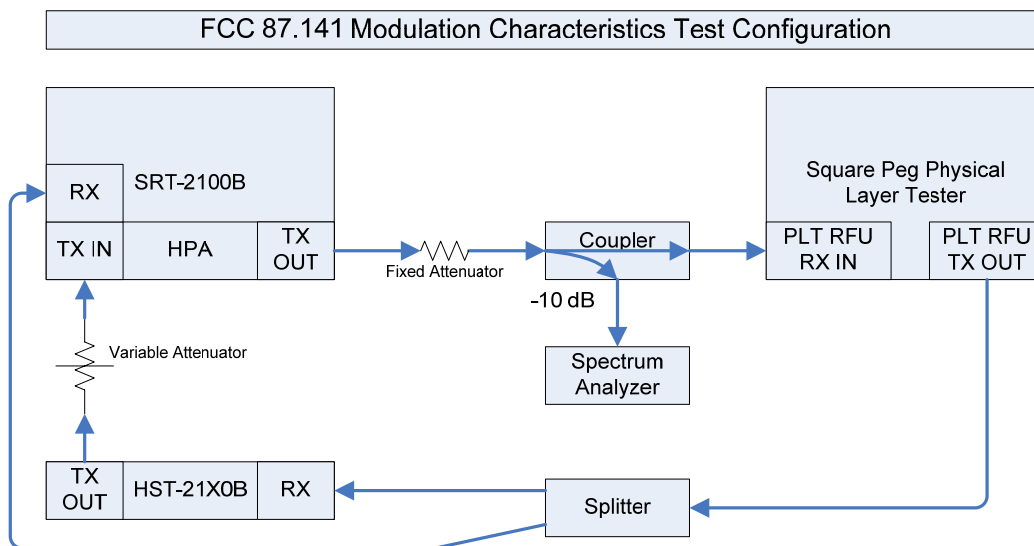 FCC 87.141 Modulation Characteristics Test Configuration
RX
SRT-2100B
TX IN
HPA
TX
OUT
Fixed Attenuator
Coupler
-10 dB
Spectrum
Analyzer
Square Peg Physical
Layer Tester
PLT RFU
RX IN
PLT RFU
TX OUT
Variable Attenuator
TX
OUT
HST-21X0B
RX
Splitter